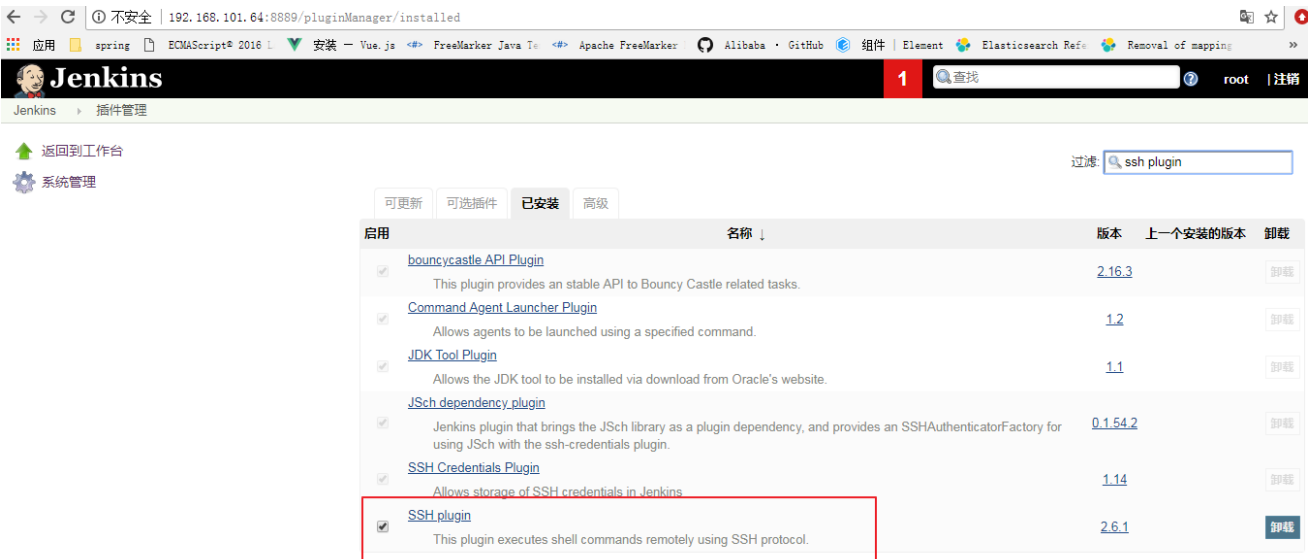 不安全 | 192.168.101.64:8889/pluginManager/installed
应用 spring ECMAScript® 2016 L 安装 — Vue.js <#> FreeMarker Java Te <#> Apache FreeMarker Alibaba · GitHub 组件 | Element Elasticsearch Refe Removal of mapping »
Jenkins 1 查找 root | 注销
Jenkins 插件管理
返回到工作台
过滤: ssh plugin
系统管理
可更新 可选插件 已安装 高级
启用 名称 ↓ 版本 上一个安装的版本 卸载
bouncycastle API Plugin
This plugin provides an stable API to Bouncy Castle related tasks.
2.16.3 卸载
Command Agent Launcher Plugin
Allows agents to be launched using a specified command.
1.2 卸载
JDK Tool Plugin
Allows the JDK tool to be installed via download from Oracle's website.
1.1 卸载
JSch dependency plugin
Jenkins plugin that brings the JSch library as a plugin dependency, and provides an SSHAuthenticatorFactory for
using JSch with the ssh-credentials plugin.
0.1.54.2 卸载
SSH Credentials Plugin
Allows storage of SSH credentials in Jenkins
1.14 卸载
SSH plugin
This plugin executes shell commands remotely using SSH protocol.
2.6.1 卸载